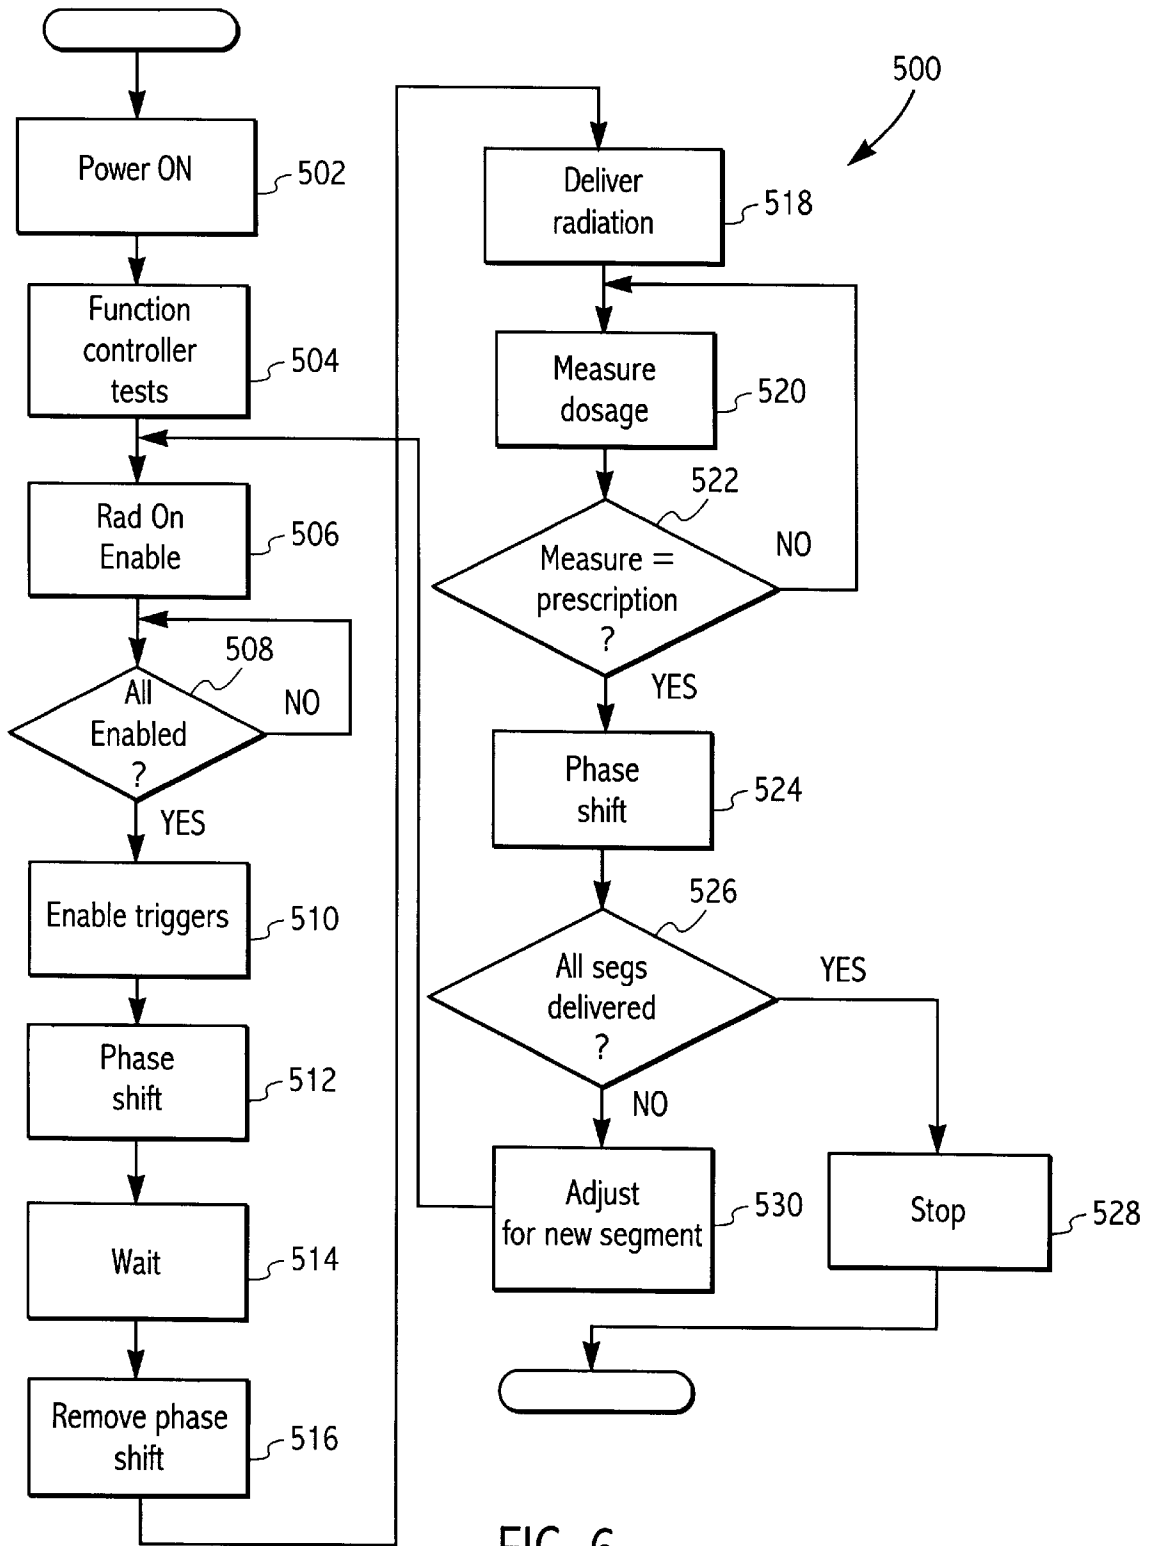 Power ON
502
Function
controller
tests
504
Rad On
Enable
506
508
All
Enabled
?
NO
YES
Enable triggers
510
Phase
shift
512
Wait
514
Remove phase
shift
516
500
Deliver
radiation
518
Measure
dosage
520
522
Measure =
prescription
?
NO
YES
Phase
shift
524
526
All segs
delivered
?
YES
NO
Adjust
for new segment
530
Stop
528
FIG. 6